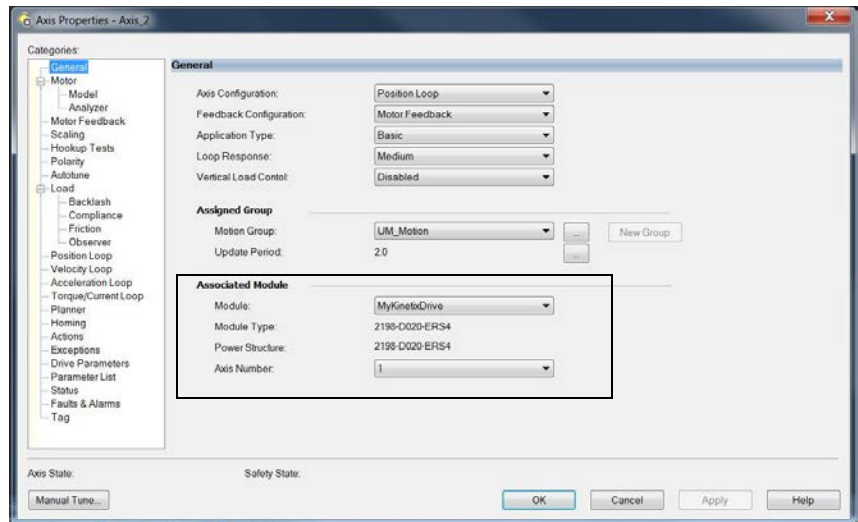 Axis Properties - Axis_2
Categories:
General
Motor
Model
Analyzer
Motor Feedback
Scaling
Hookup Tests
Polarity
Autotune
Load
Backlash
Compliance
Friction
Observer
Position Loop
Velocity Loop
Acceleration Loop
Torque/Current Loop
Planner
Homing
Actions
Exceptions
Drive Parameters
Parameter List
Status
Faults & Alarms
Tag
General
Axis Configuration: Position Loop
Feedback Configuration: Motor Feedback
Application Type: Basic
Loop Response: Medium
Vertical Load Contol: Disabled
Assigned Group
Motion Group: UM_Motion ... New Group
Update Period: 2.0 ...
Associated Module
Module: MyKinetixDrive
Module Type: 2198-D020-ERS4
Power Structure: 2198-D020-ERS4
Axis Number: 1
Axis State: Safety State:
Manual Tune... OK Cancel Apply Help